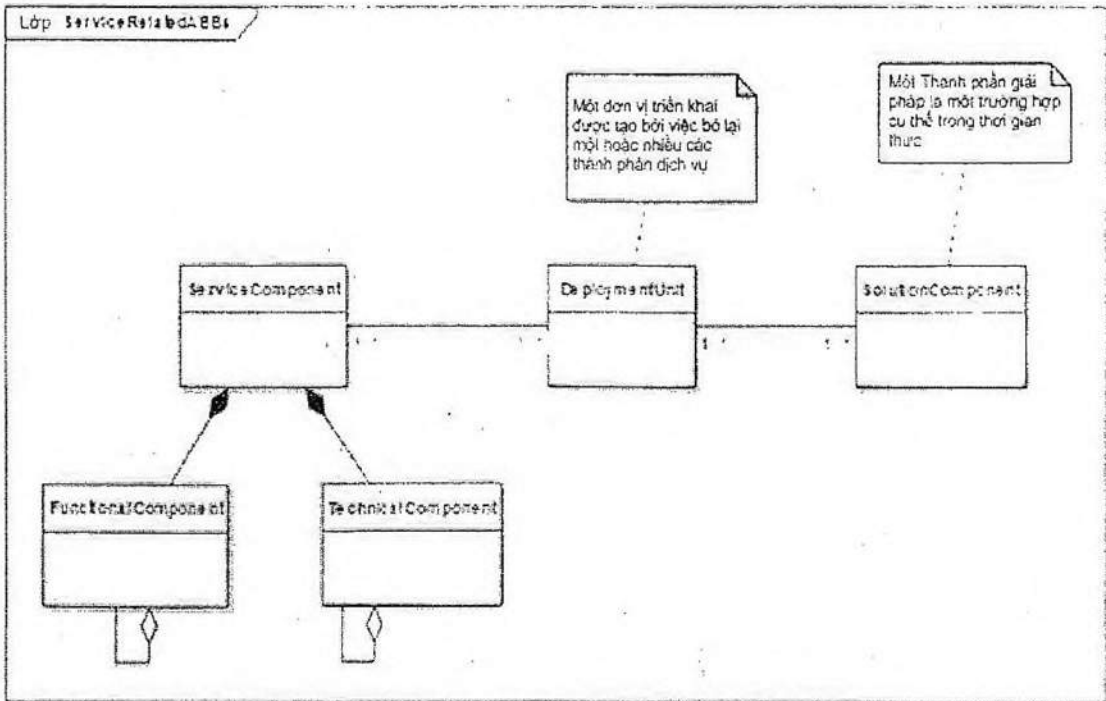 Lớp ServiceRelatedABBs
Một đơn vị triển khai
được tạo bởi việc bó lại
một hoặc nhiều các
thành phần dịch vụ
Một Thành phần giải
pháp là một trường hợp
cụ thể trong thời gian
thực
ServiceComponent
DeploymentUnit
SolutionComponent
FunctionalComponent
TechnicalComponent